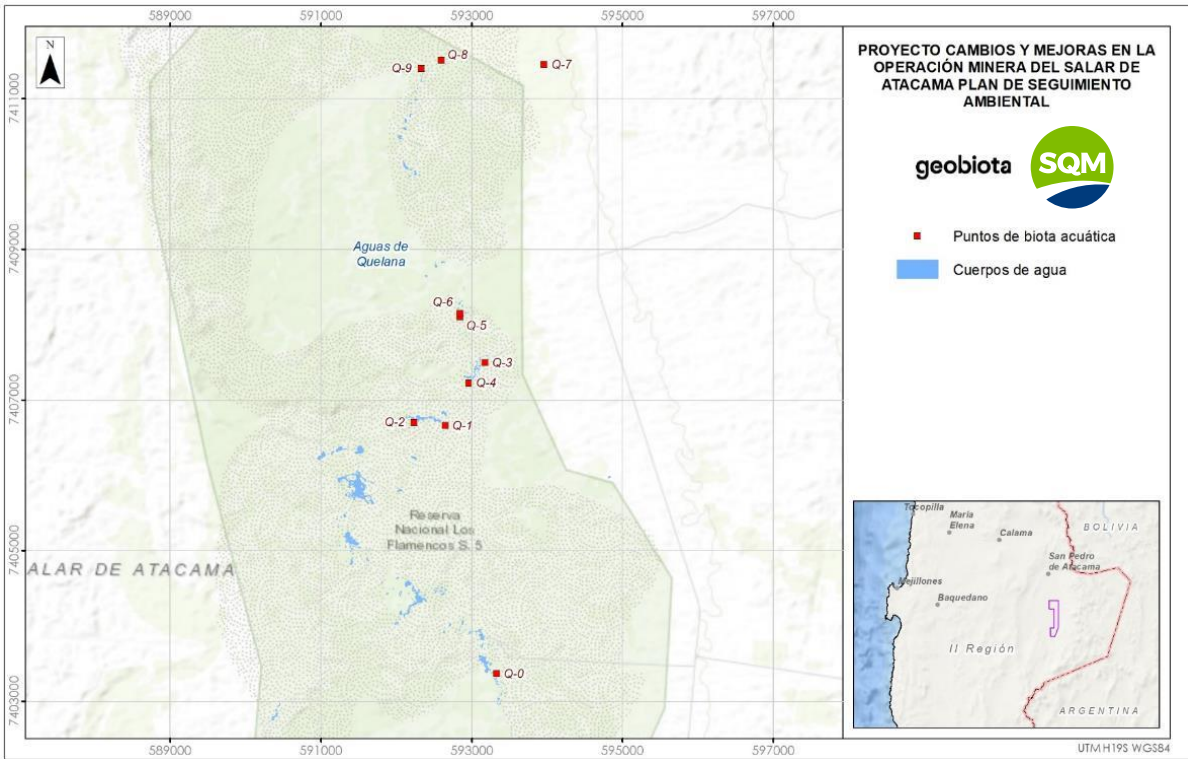 589000 591000 593000 595000 597000
N
7411000
7409000
7407000
7405000
7403000
Q-8
Q-9
Q-7
Aguas de
Quelana
Q-6
Q-5
Q-3
Q-4
Q-2
Q-1
Reserva
Nacional Los
Flamencos S. 5
ALAR DE ATACAMA
Q-0
589000 591000 593000 595000 597000
PROYECTO CAMBIOS Y MEJORAS EN LA
OPERACIÓN MINERA DEL SALAR DE
ATACAMA PLAN DE SEGUIMIENTO
AMBIENTAL
geobiota SQM
Puntos de biota acuática
Cuerpos de agua
Tocopilla
María
Elena
Calama
BOLIVIA
San Pedro
de Atacama
Mejillones
Baquedano
II Región
ARGENTINA
UTM H19S WGS84